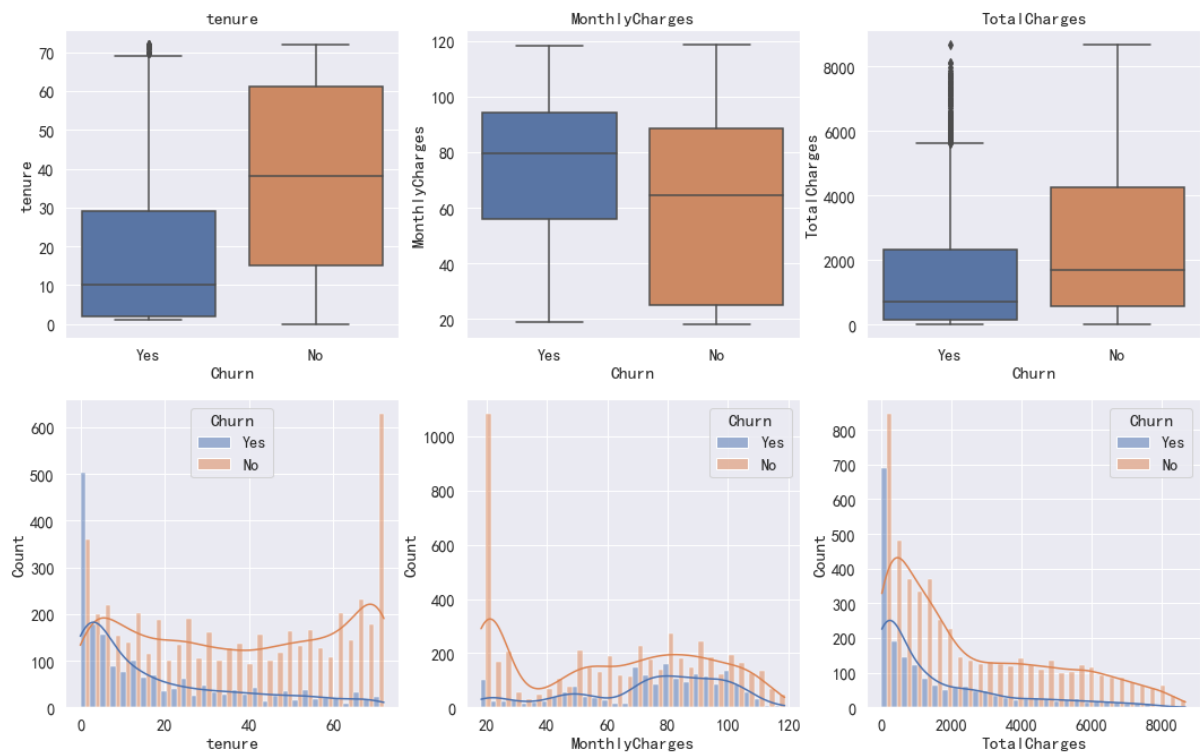 tenure
70
60
50
40
30
20
10
0
tenure
Yes
No
Churn
MonthlyCharges
120
100
80
60
40
20
MonthlyCharges
Yes
No
Churn
TotalCharges
8000
6000
4000
2000
0
TotalCharges
Yes
No
Churn
600
500
400
300
200
100
0
Count
Churn
Yes
No
0
20
40
60
tenure
1000
800
600
400
200
0
Count
Churn
Yes
No
20
40
60
80
100
120
MonthlyCharges
800
700
600
500
400
300
200
100
0
Count
Churn
Yes
No
0
2000
4000
6000
8000
TotalCharges